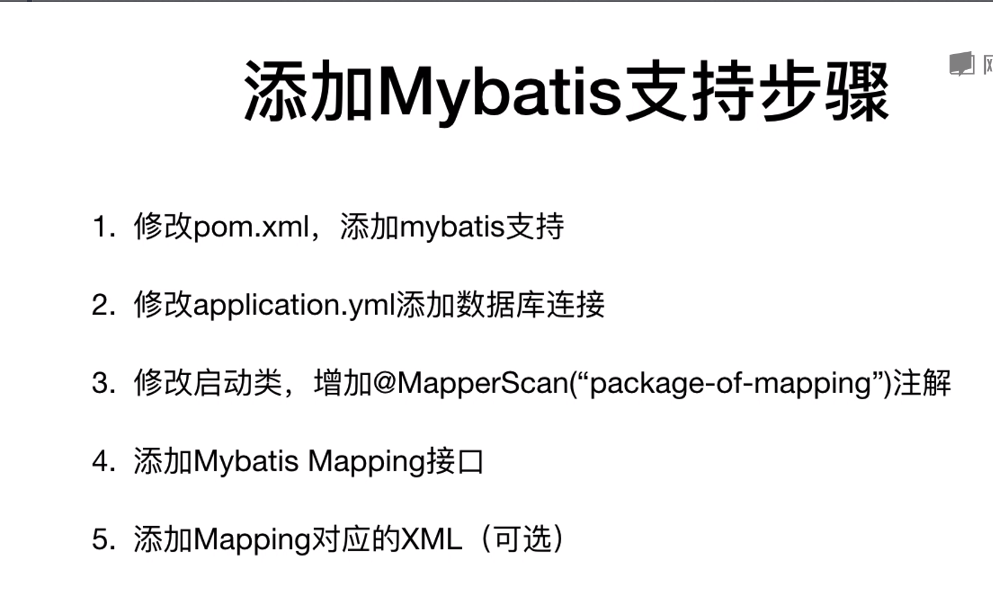 添加Mybatis支持步骤
1. 修改pom.xml，添加mybatis支持
2. 修改application.yml添加数据库连接
3. 修改启动类，增加@MapperScan(“package-of-mapping”)注解
4. 添加Mybatis Mapping接口
5. 添加Mapping对应的XML（可选）